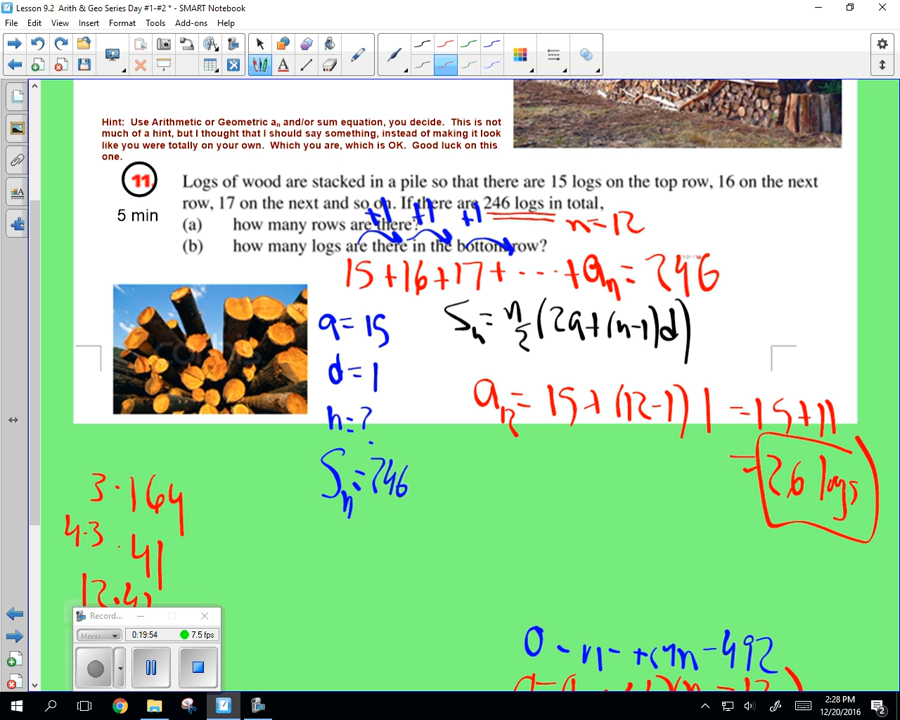 Lesson 9.2 Arith & Geo Series Day #1-#2 * - SMART Notebook
File Edit View Insert Format Tools Add-ons Help
Hint: Use Arithmetic or Geometric aₙ and/or sum equation, you decide. This is not
much of a hint, but I thought that I should say something, instead of making it look
like you were totally on your own. Which you are, which is OK. Good luck on this
one.
11 Logs of wood are stacked in a pile so that there are 15 logs on the top row, 16 on the next
5 min row, 17 on the next and so on. If there are 246 logs in total,
+1 +1 +1
(a) how many rows are there? n=12
(b) how many logs are there in the bottom row?
15+16+17+ ···· +aₙ=246
a=15
Sₙ=n/2(2a+(n-1)d)
d=1
a₁₂=15+(12-1)1=15+11
n=?
=26 logs
Sₙ=246
3·164
4·3·41
12·41
Record...
Menu
0:19:54 7.5 fps
-492
2:28 PM
12/20/2016
2